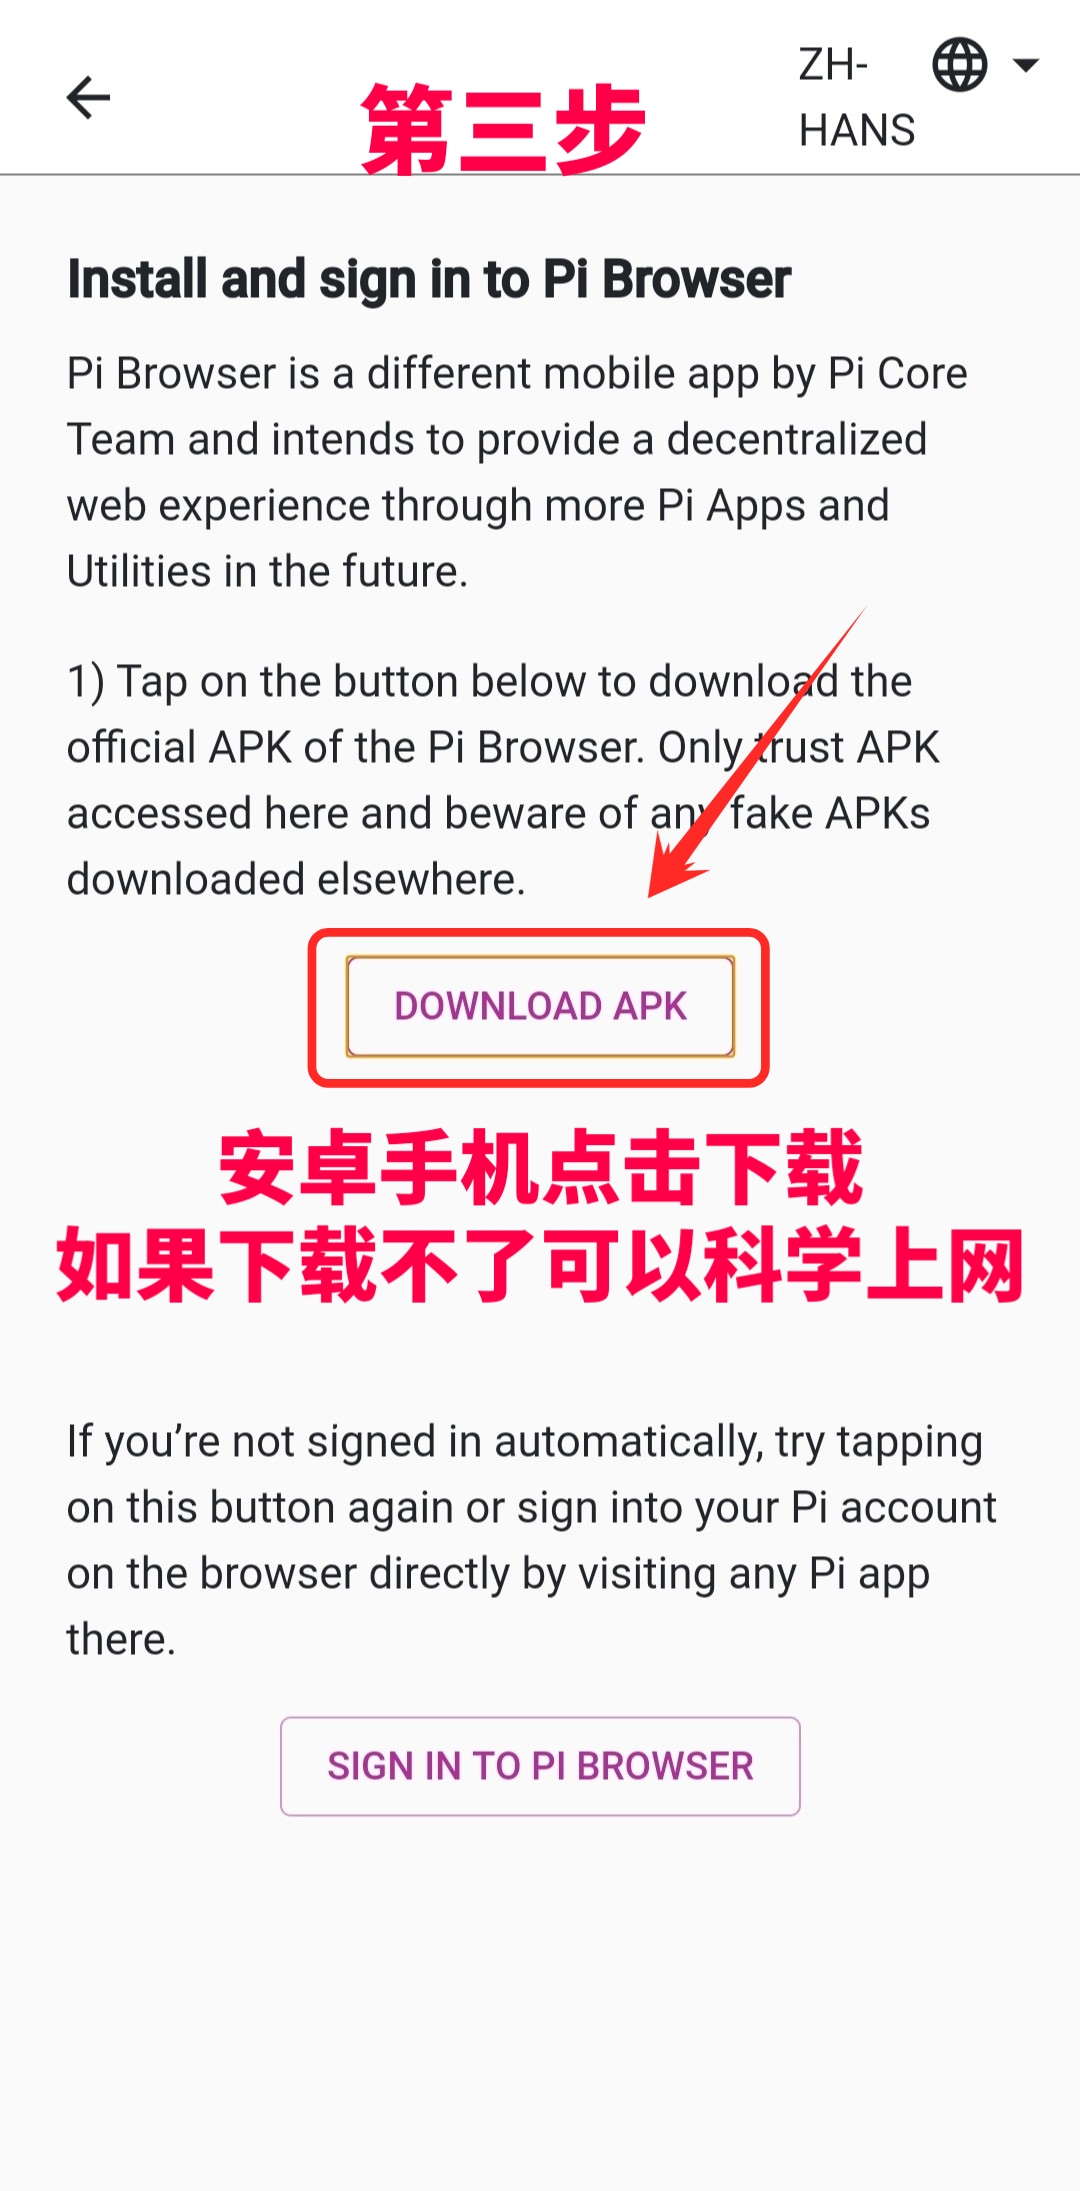 ZH-
HANS
第三步
Install and sign in to Pi Browser
Pi Browser is a different mobile app by Pi Core
Team and intends to provide a decentralized
web experience through more Pi Apps and
Utilities in the future.
1) Tap on the button below to download the
official APK of the Pi Browser. Only trust APK
accessed here and beware of any fake APKs
downloaded elsewhere.
DOWNLOAD APK
安卓手机点击下载
如果下载不了可以科学上网
If you’re not signed in automatically, try tapping
on this button again or sign into your Pi account
on the browser directly by visiting any Pi app
there.
SIGN IN TO PI BROWSER